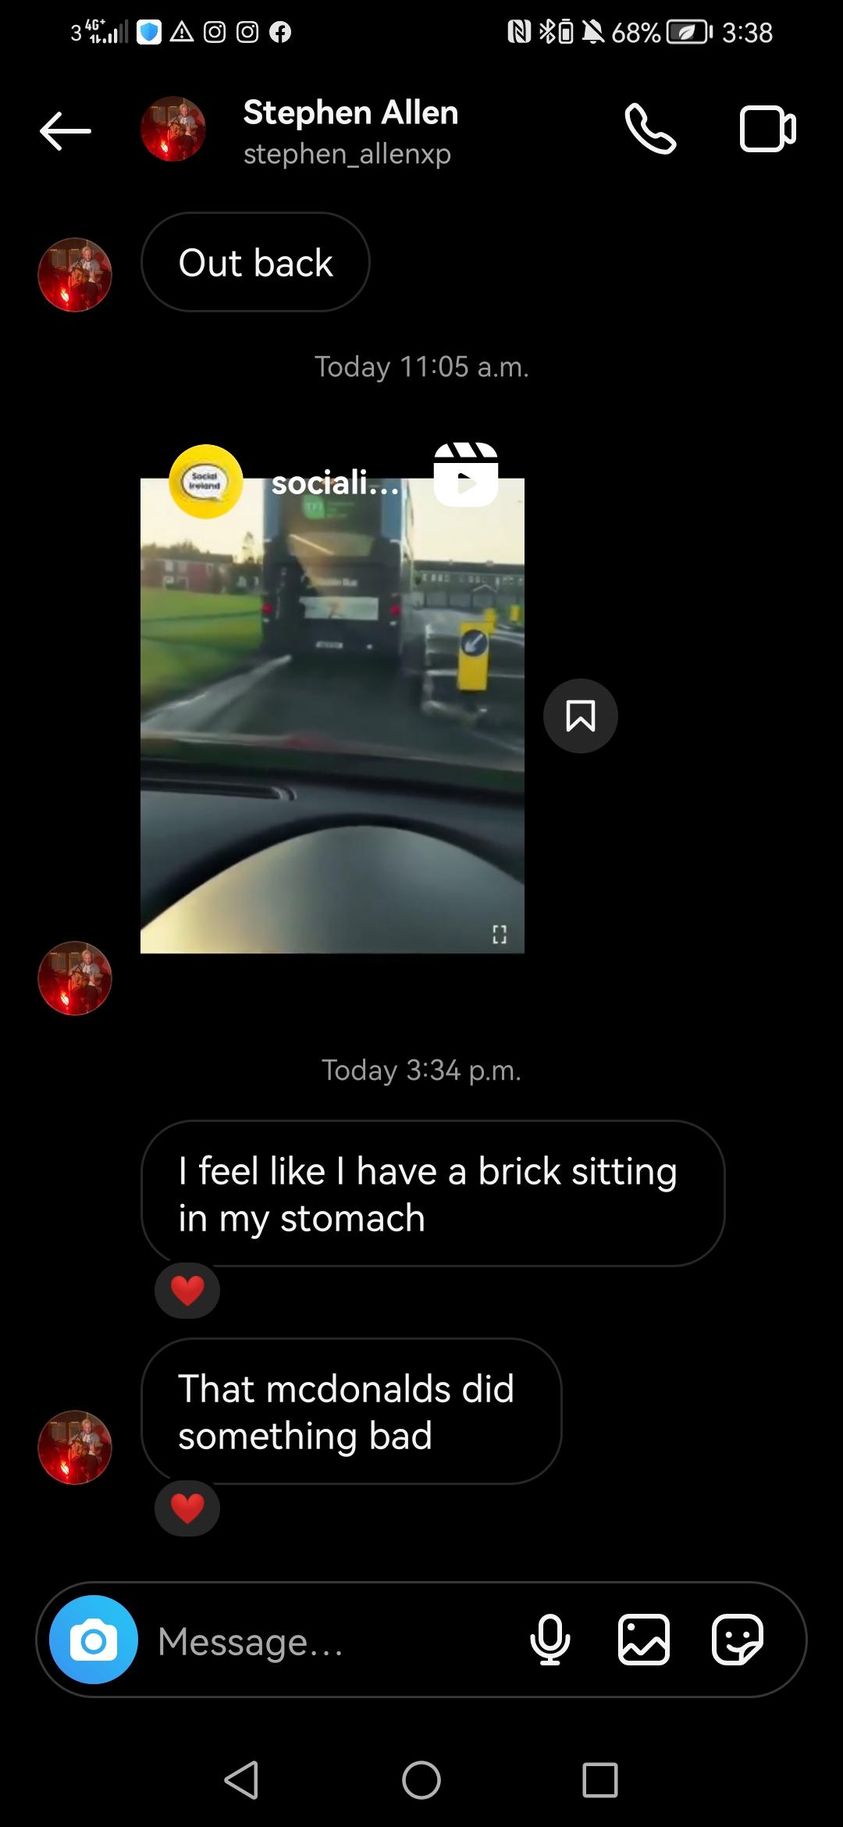 3 4G+ 68% 3:38
Stephen Allen
stephen_allenxp
Out back
Today 11:05 a.m.
Social
Ireland
sociali...
Today 3:34 p.m.
I feel like I have a brick sitting
in my stomach
That mcdonalds did
something bad
Message...